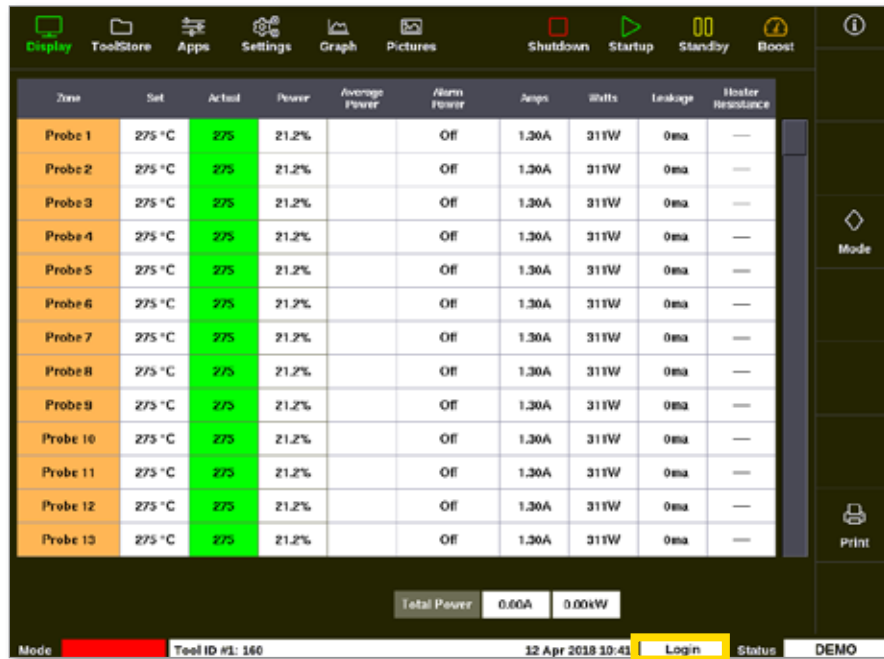 Display ToolStore Apps Settings Graph Pictures Shutdown Startup Standby Boost
Zone Set Actual Power Average Power Alarm Power Amps Watts Leakage Heater Resistance
Probe 1 275 °C 275 21.2% Off 1.30A 311W 0ma —
Probe 2 275 °C 275 21.2% Off 1.30A 311W 0ma —
Probe 3 275 °C 275 21.2% Off 1.30A 311W 0ma —
Probe 4 275 °C 275 21.2% Off 1.30A 311W 0ma —
Probe 5 275 °C 275 21.2% Off 1.30A 311W 0ma —
Probe 6 275 °C 275 21.2% Off 1.30A 311W 0ma —
Probe 7 275 °C 275 21.2% Off 1.30A 311W 0ma —
Probe 8 275 °C 275 21.2% Off 1.30A 311W 0ma —
Probe 9 275 °C 275 21.2% Off 1.30A 311W 0ma —
Probe 10 275 °C 275 21.2% Off 1.30A 311W 0ma —
Probe 11 275 °C 275 21.2% Off 1.30A 311W 0ma —
Probe 12 275 °C 275 21.2% Off 1.30A 311W 0ma —
Probe 13 275 °C 275 21.2% Off 1.30A 311W 0ma —
Mode
Print
Total Power 0.00A 0.00kW
Mode Tool ID #1: 160 12 Apr 2018 10:41 Login Status DEMO